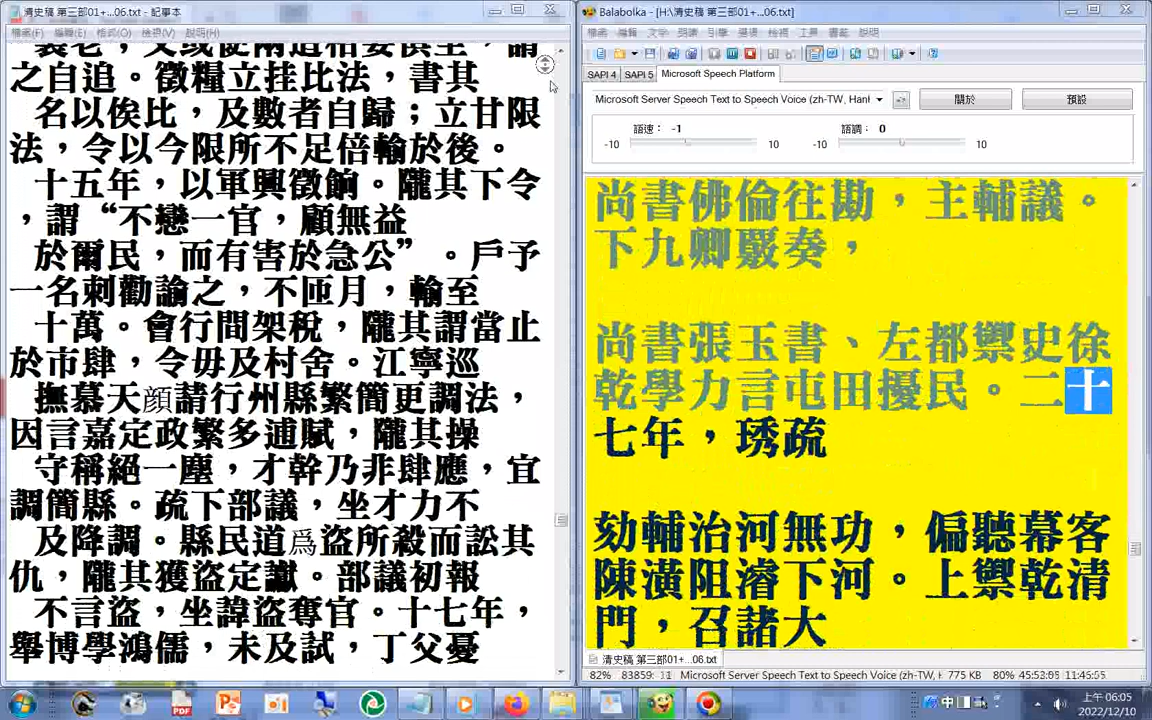 清史稿 第三部01+...06.txt - 記事本
檔案(F) 編輯(E) 格式(O) 檢視(V) 說明(H)
之自追。徵糧立挂比法，書其
名以俟比，及數者自歸；立甘限
法，令以今限所不足倍輸於後。
十五年，以軍興徵餉。隴其下令
，謂“不戀一官，顧無益
於爾民，而有害於急公”。戶予
一名刺勸諭之，不匝月，輸至
十萬。會行間架稅，隴其謂當止
於市肆，令毋及村舍。江寧巡
撫慕天顏請行州縣繁簡更調法，
因言嘉定政繁多逋賦，隴其操
守稱絕一塵，才幹乃非肆應，宜
調簡縣。疏下部議，坐才力不
及降調。縣民道為盜所殺而訟其
仇，隴其獲盜定讞。部議初報
不言盜，坐諱盜奪官。十七年，
舉博學鴻儒，未及試，丁父憂
Balabolka - [H:\清史稿 第三部01+...06.txt]
SAPI 4 SAPI 5 Microsoft Speech Platform
Microsoft Server Speech Text to Speech Voice (zh-TW, Hanl
關於 預設
語速： -1 語調： 0
-10 10 -10 10
尚書佛倫往勘，主輔議。
下九卿覈奏，
尚書張玉書、左都禦史徐
乾學力言屯田擾民。二十
七年，琇疏
劾輔治河無功，偏聽幕客
陳潢阻濬下河。上禦乾清
門，召諸大
清史稿 第三部01+...06.txt
82% 83859: 11 Microsoft Server Speech Text to Speech Voice (zh-TW, H 775 KB 80%
上午 06:05
2022/12/10